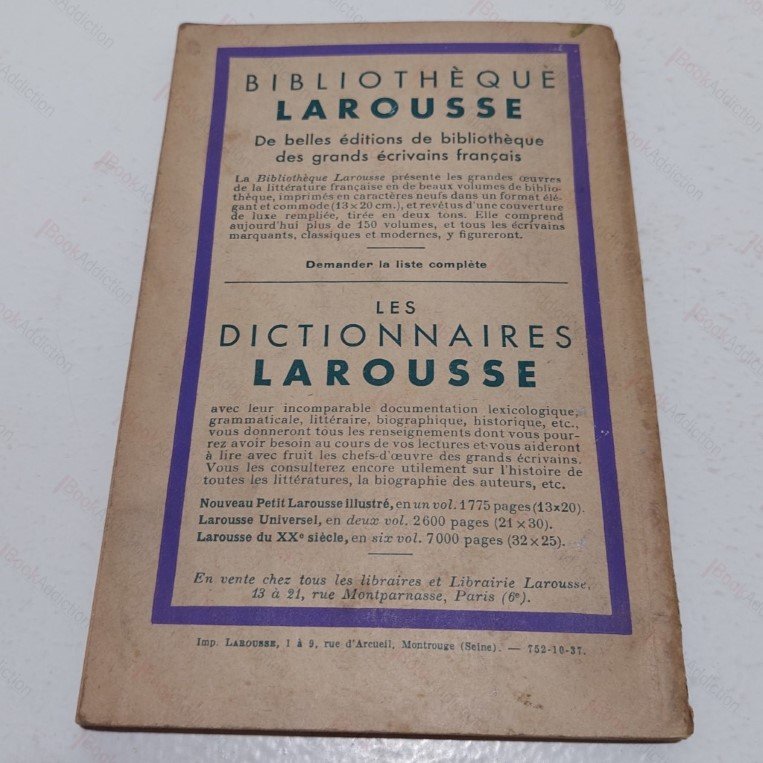 BIBLIOTHÈQUE
LAROUSSE
De belles éditions de bibliothèque
des grands écrivains français
La Bibliothèque Larousse présente les grandes œuvres
de la littérature française en de beaux volumes de biblio-
thèque, imprimés en caractères neufs dans un format élé-
gant et commode (13×20 cm.), et revêtus d'une couverture
de luxe rempliée, tirée en deux tons. Elle comprend
aujourd'hui plus de 150 volumes, et tous les écrivains
marquants, classiques et modernes, y figureront.
Demander la liste complète
LES
DICTIONNAIRES
LAROUSSE
avec leur incomparable documentation lexicologique,
grammaticale, littéraire, biographique, historique, etc.,
vous donneront tous les renseignements dont vous pour-
rez avoir besoin au cours de vos lectures et vous aideront
à lire avec fruit les chefs-d'œuvre des grands écrivains.
Vous les consulterez encore utilement sur l'histoire de
toutes les littératures, la biographie des auteurs, etc.
Nouveau Petit Larousse illustré, en un vol. 1775 pages (13×20).
Larousse Universel, en deux vol. 2600 pages (21×30).
Larousse du XXe siècle, en six vol. 7000 pages (32×25).
En vente chez tous les libraires et Librairie Larousse,
13 à 21, rue Montparnasse, Paris (6e).
Imp. LAROUSSE, 1 à 9, rue d'Arcueil, Montrouge (Seine). — 752-10-37.
BookAddiction